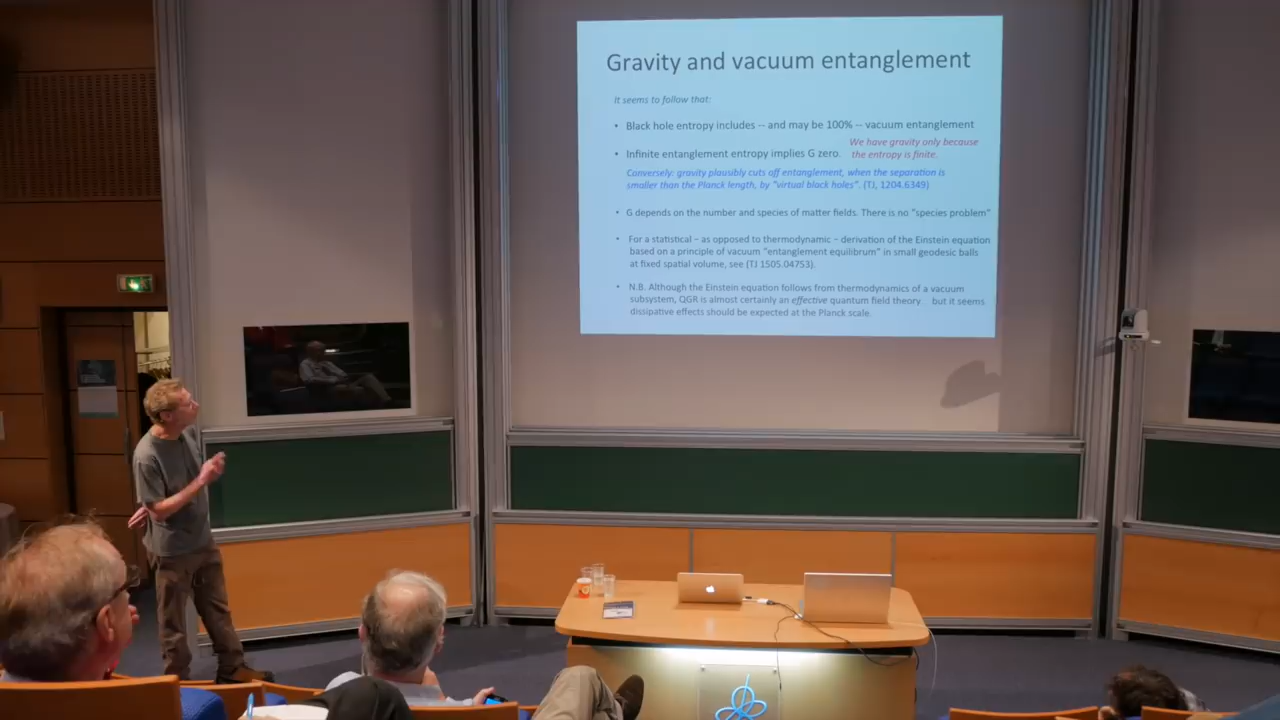 Gravity and vacuum entanglement
It seems to follow that:
• Black hole entropy includes -- and may be 100% -- vacuum entanglement
• Infinite entanglement entropy implies G zero. We have gravity only because
the entropy is finite.
Conversely: gravity plausibly cuts off entanglement, when the separation is
smaller than the Planck length, by "virtual black holes". (TJ, 1204.6349)
• G depends on the number and species of matter fields. There is no "species problem"
• For a statistical – as opposed to thermodynamic – derivation of the Einstein equation
based on a principle of vacuum "entanglement equilibrum" in small geodesic balls
at fixed spatial volume, see (TJ 1505.04753).
• N.B. Although the Einstein equation follows from thermodynamics of a vacuum
subsystem, QGR is almost certainly an effective quantum field theory but it seems
dissipative effects should be expected at the Planck scale.